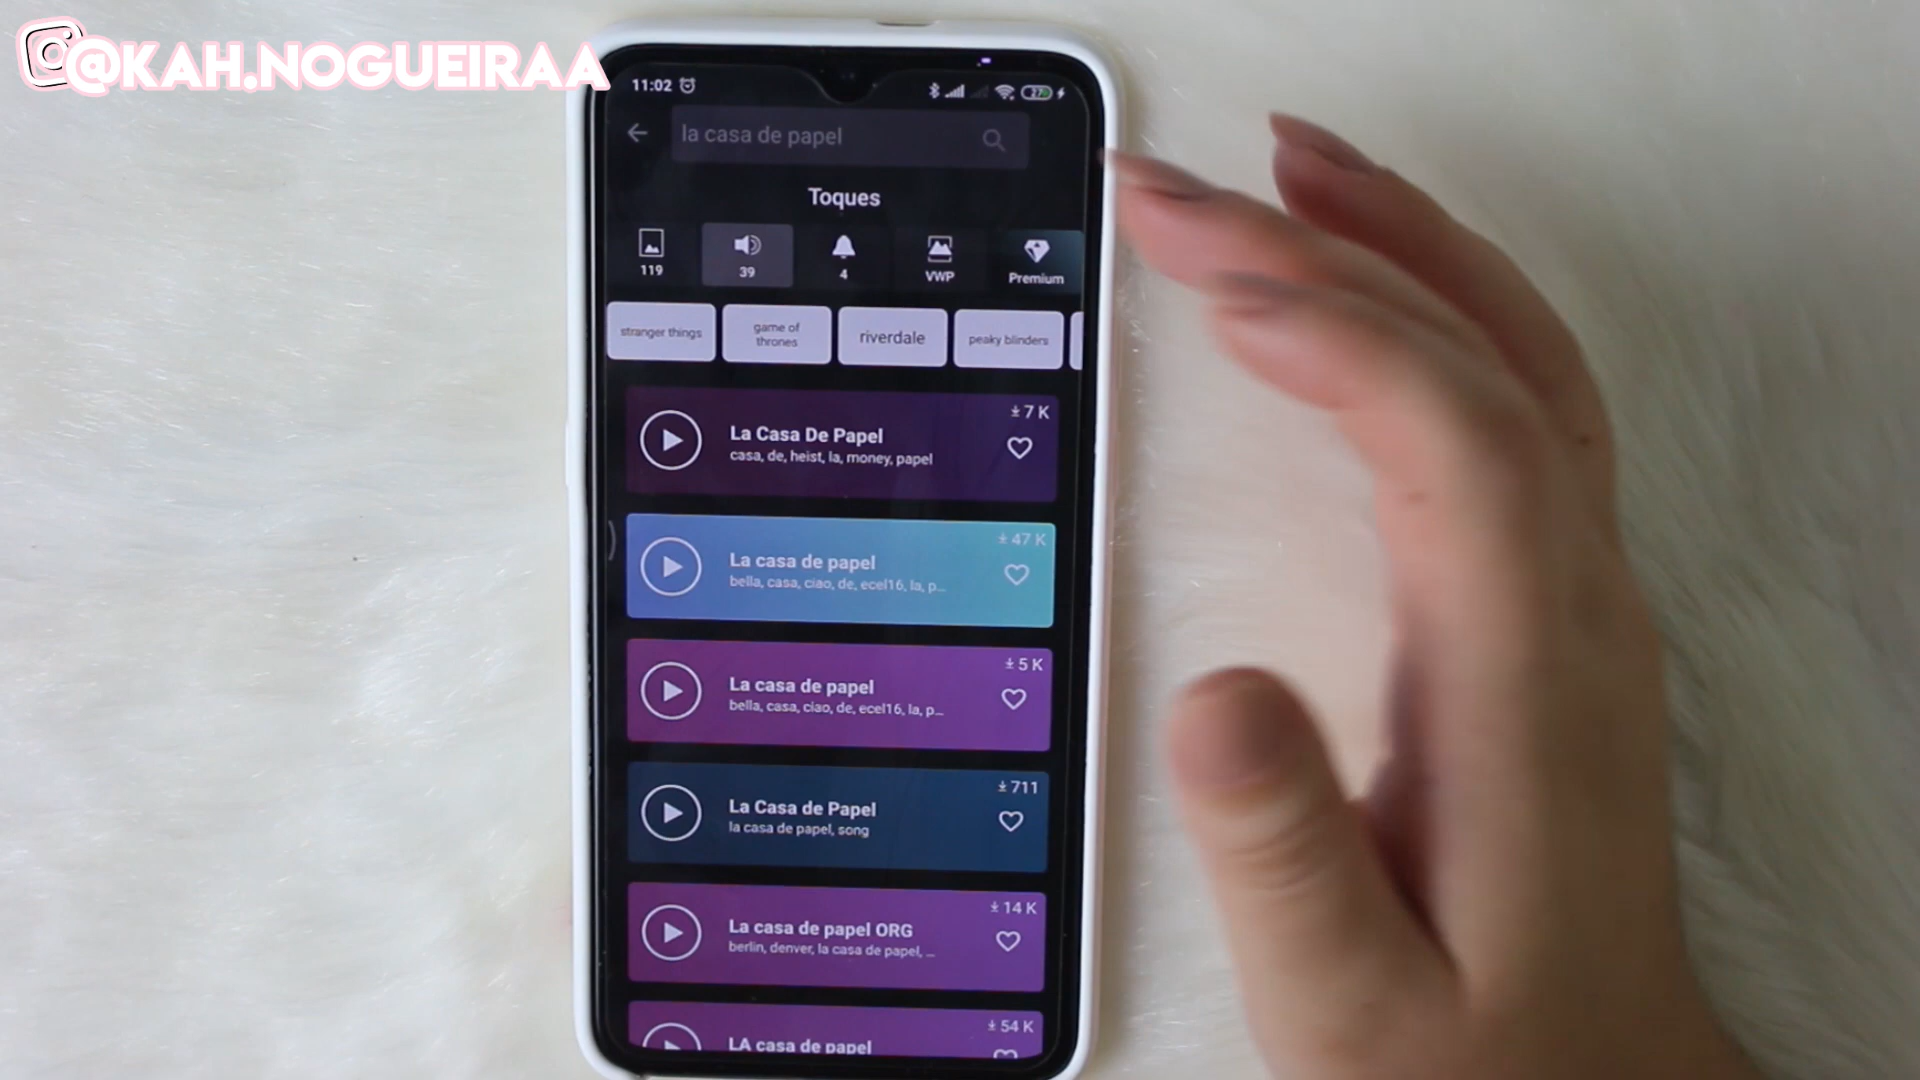 @KAH.NOGUEIRAA
11:02
27
la casa de papel
Toques
119
39
4
VWP
Premium
stranger things
game of
thrones
riverdale
peaky blinders
7 K
La Casa De Papel
casa, de, heist, la, money, papel
47 K
La casa de papel
bella, casa, ciao, de, ecel16, la, p...
5 K
La casa de papel
bella, casa, ciao, de, ecel16, la, p...
711
La Casa de Papel
la casa de papel, song
14 K
La casa de papel ORG
berlin, denver, la casa de papel, ...
54 K
LA casa de papel